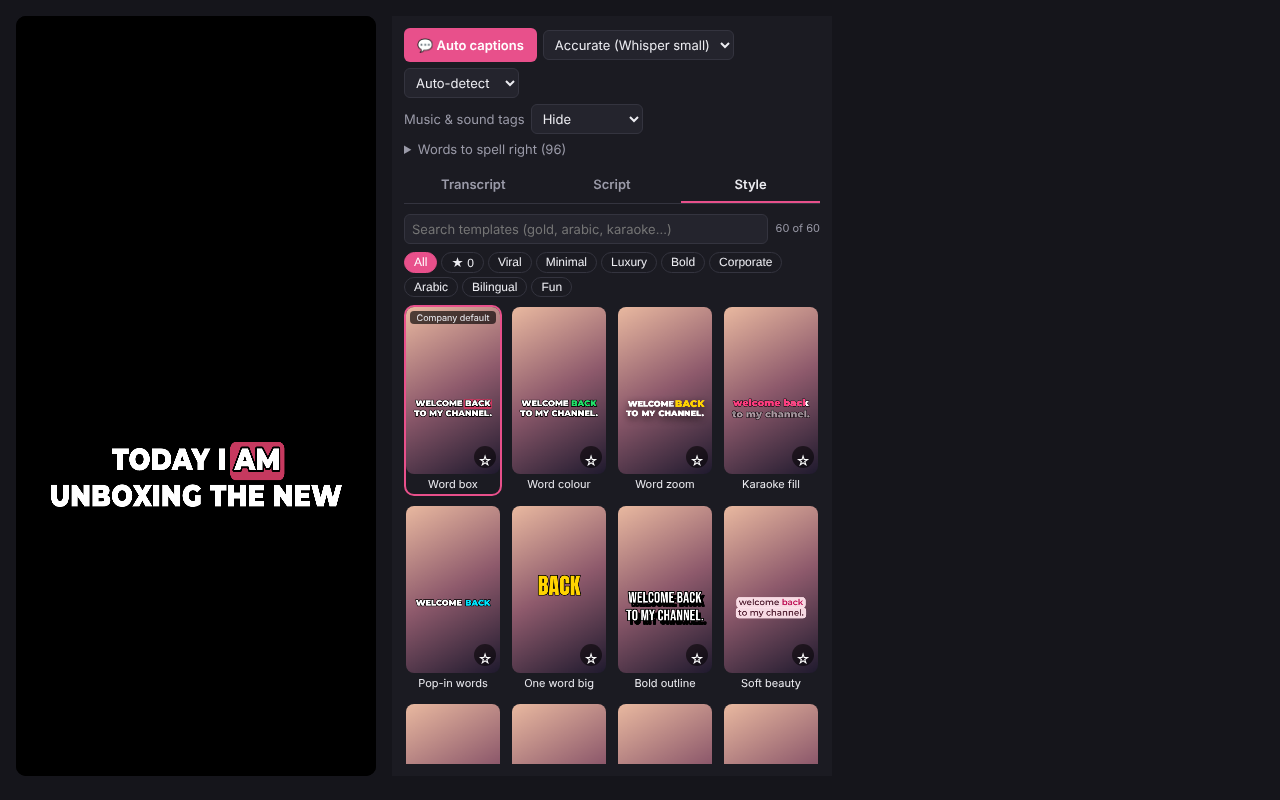 💬 Auto captions
Accurate (Whisper small)
Auto-detect
Music & sound tags
Hide
▶ Words to spell right (96)
Transcript
Script
Style
Search templates (gold, arabic, karaoke...)
60 of 60
All
★ 0
Viral
Minimal
Luxury
Bold
Corporate
Arabic
Bilingual
Fun
Company default
WELCOME BACK
TO MY CHANNEL.
☆
Word box
WELCOME BACK
TO MY CHANNEL.
☆
Word colour
WELCOME BACK
TO MY CHANNEL.
☆
Word zoom
welcome back
to my channel.
☆
Karaoke fill
WELCOME BACK
☆
Pop-in words
BACK
☆
One word big
WELCOME BACK
TO MY CHANNEL.
☆
Bold outline
welcome back
to my channel.
☆
Soft beauty
TODAY I AM
UNBOXING THE NEW